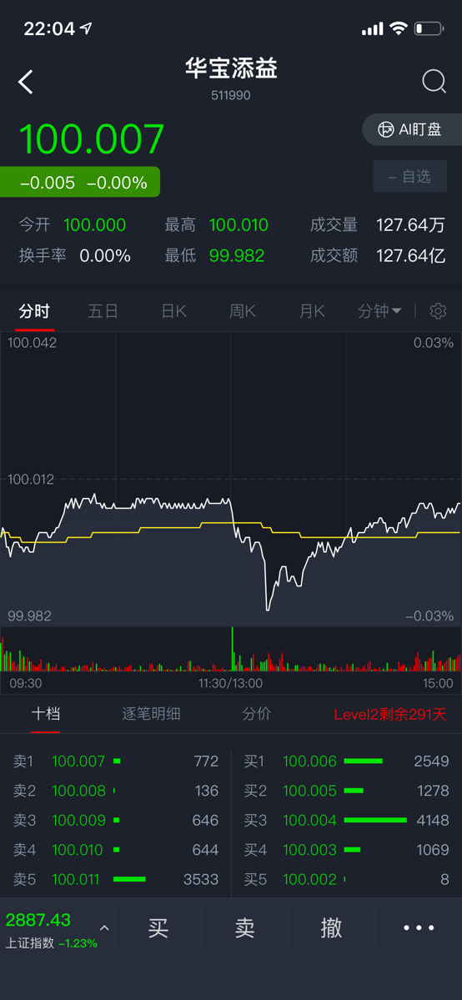 22:04
华宝添益
511990
100.007
AI盯盘
-0.005 -0.00%
- 自选
今开 100.000 最高 100.010 成交量 127.64万
换手率 0.00% 最低 99.982 成交额 127.64亿
分时 五日 日K 周K 月K 分钟
100.042 0.03%
100.012
99.982 -0.03%
09:30 11:30/13:00 15:00
十档 逐笔明细 分价 Level2剩余291天
卖1 100.007 772 买1 100.006 2549
卖2 100.008 136 买2 100.005 1278
卖3 100.009 646 买3 100.004 4148
卖4 100.010 644 买4 100.003 1069
卖5 100.011 3533 买5 100.002 8
2887.43
上证指数 -1.23%
买 卖 撤